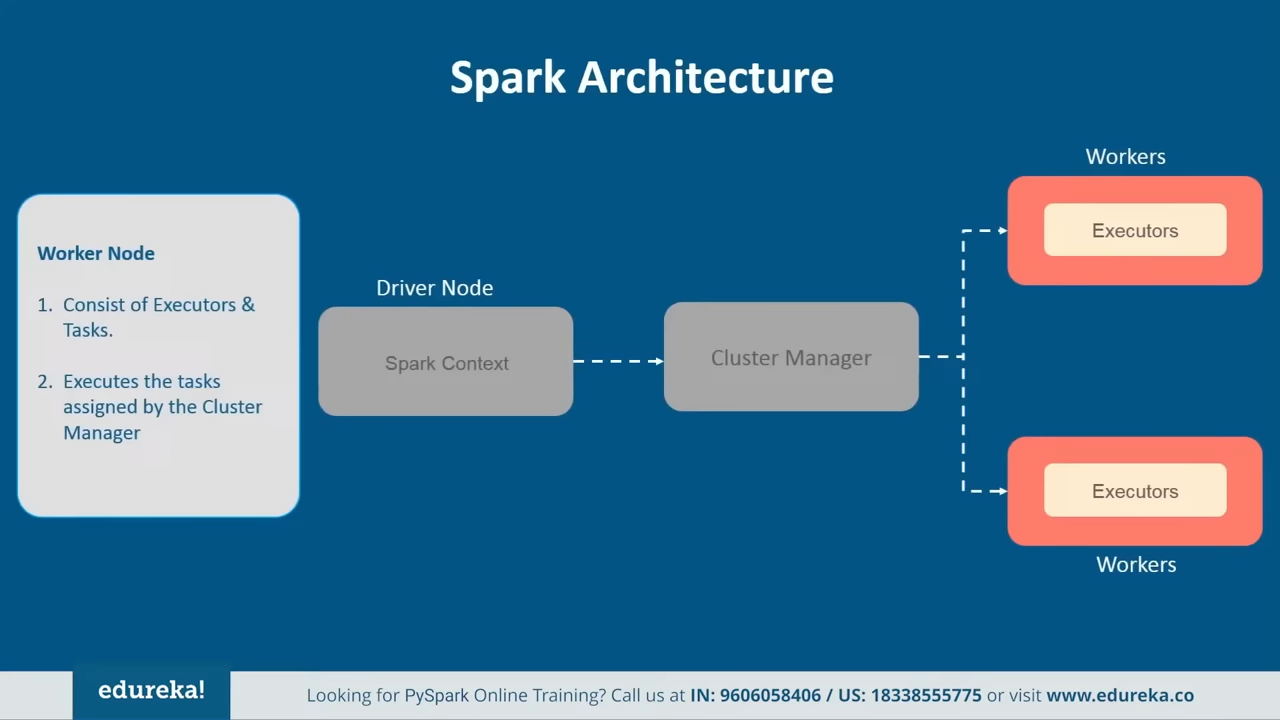 Spark Architecture
Workers
Executors
Worker Node
1. Consist of Executors &
Tasks.
2. Executes the tasks
assigned by the Cluster
Manager
Driver Node
Spark Context
Cluster Manager
Executors
Workers
edureka!
Looking for PySpark Online Training? Call us at IN: 9606058406 / US: 18338555775 or visit www.edureka.co